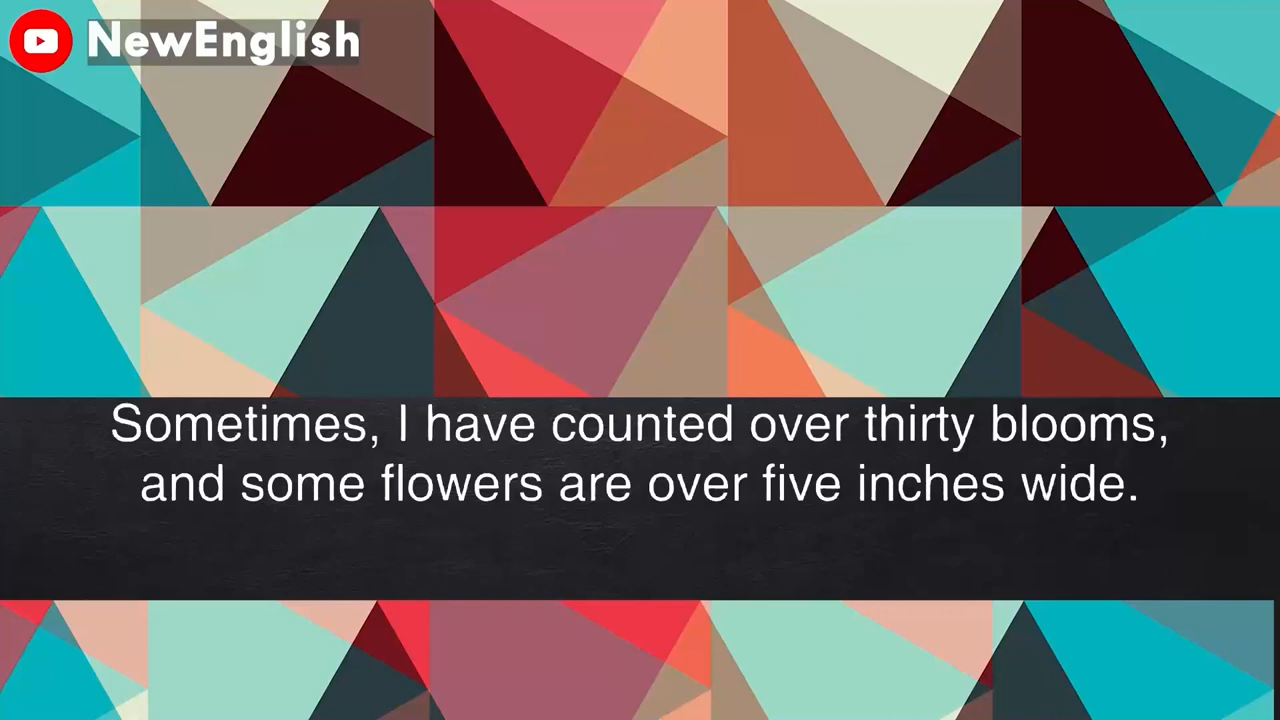 NewEnglish
Sometimes, I have counted over thirty blooms,
and some flowers are over five inches wide.